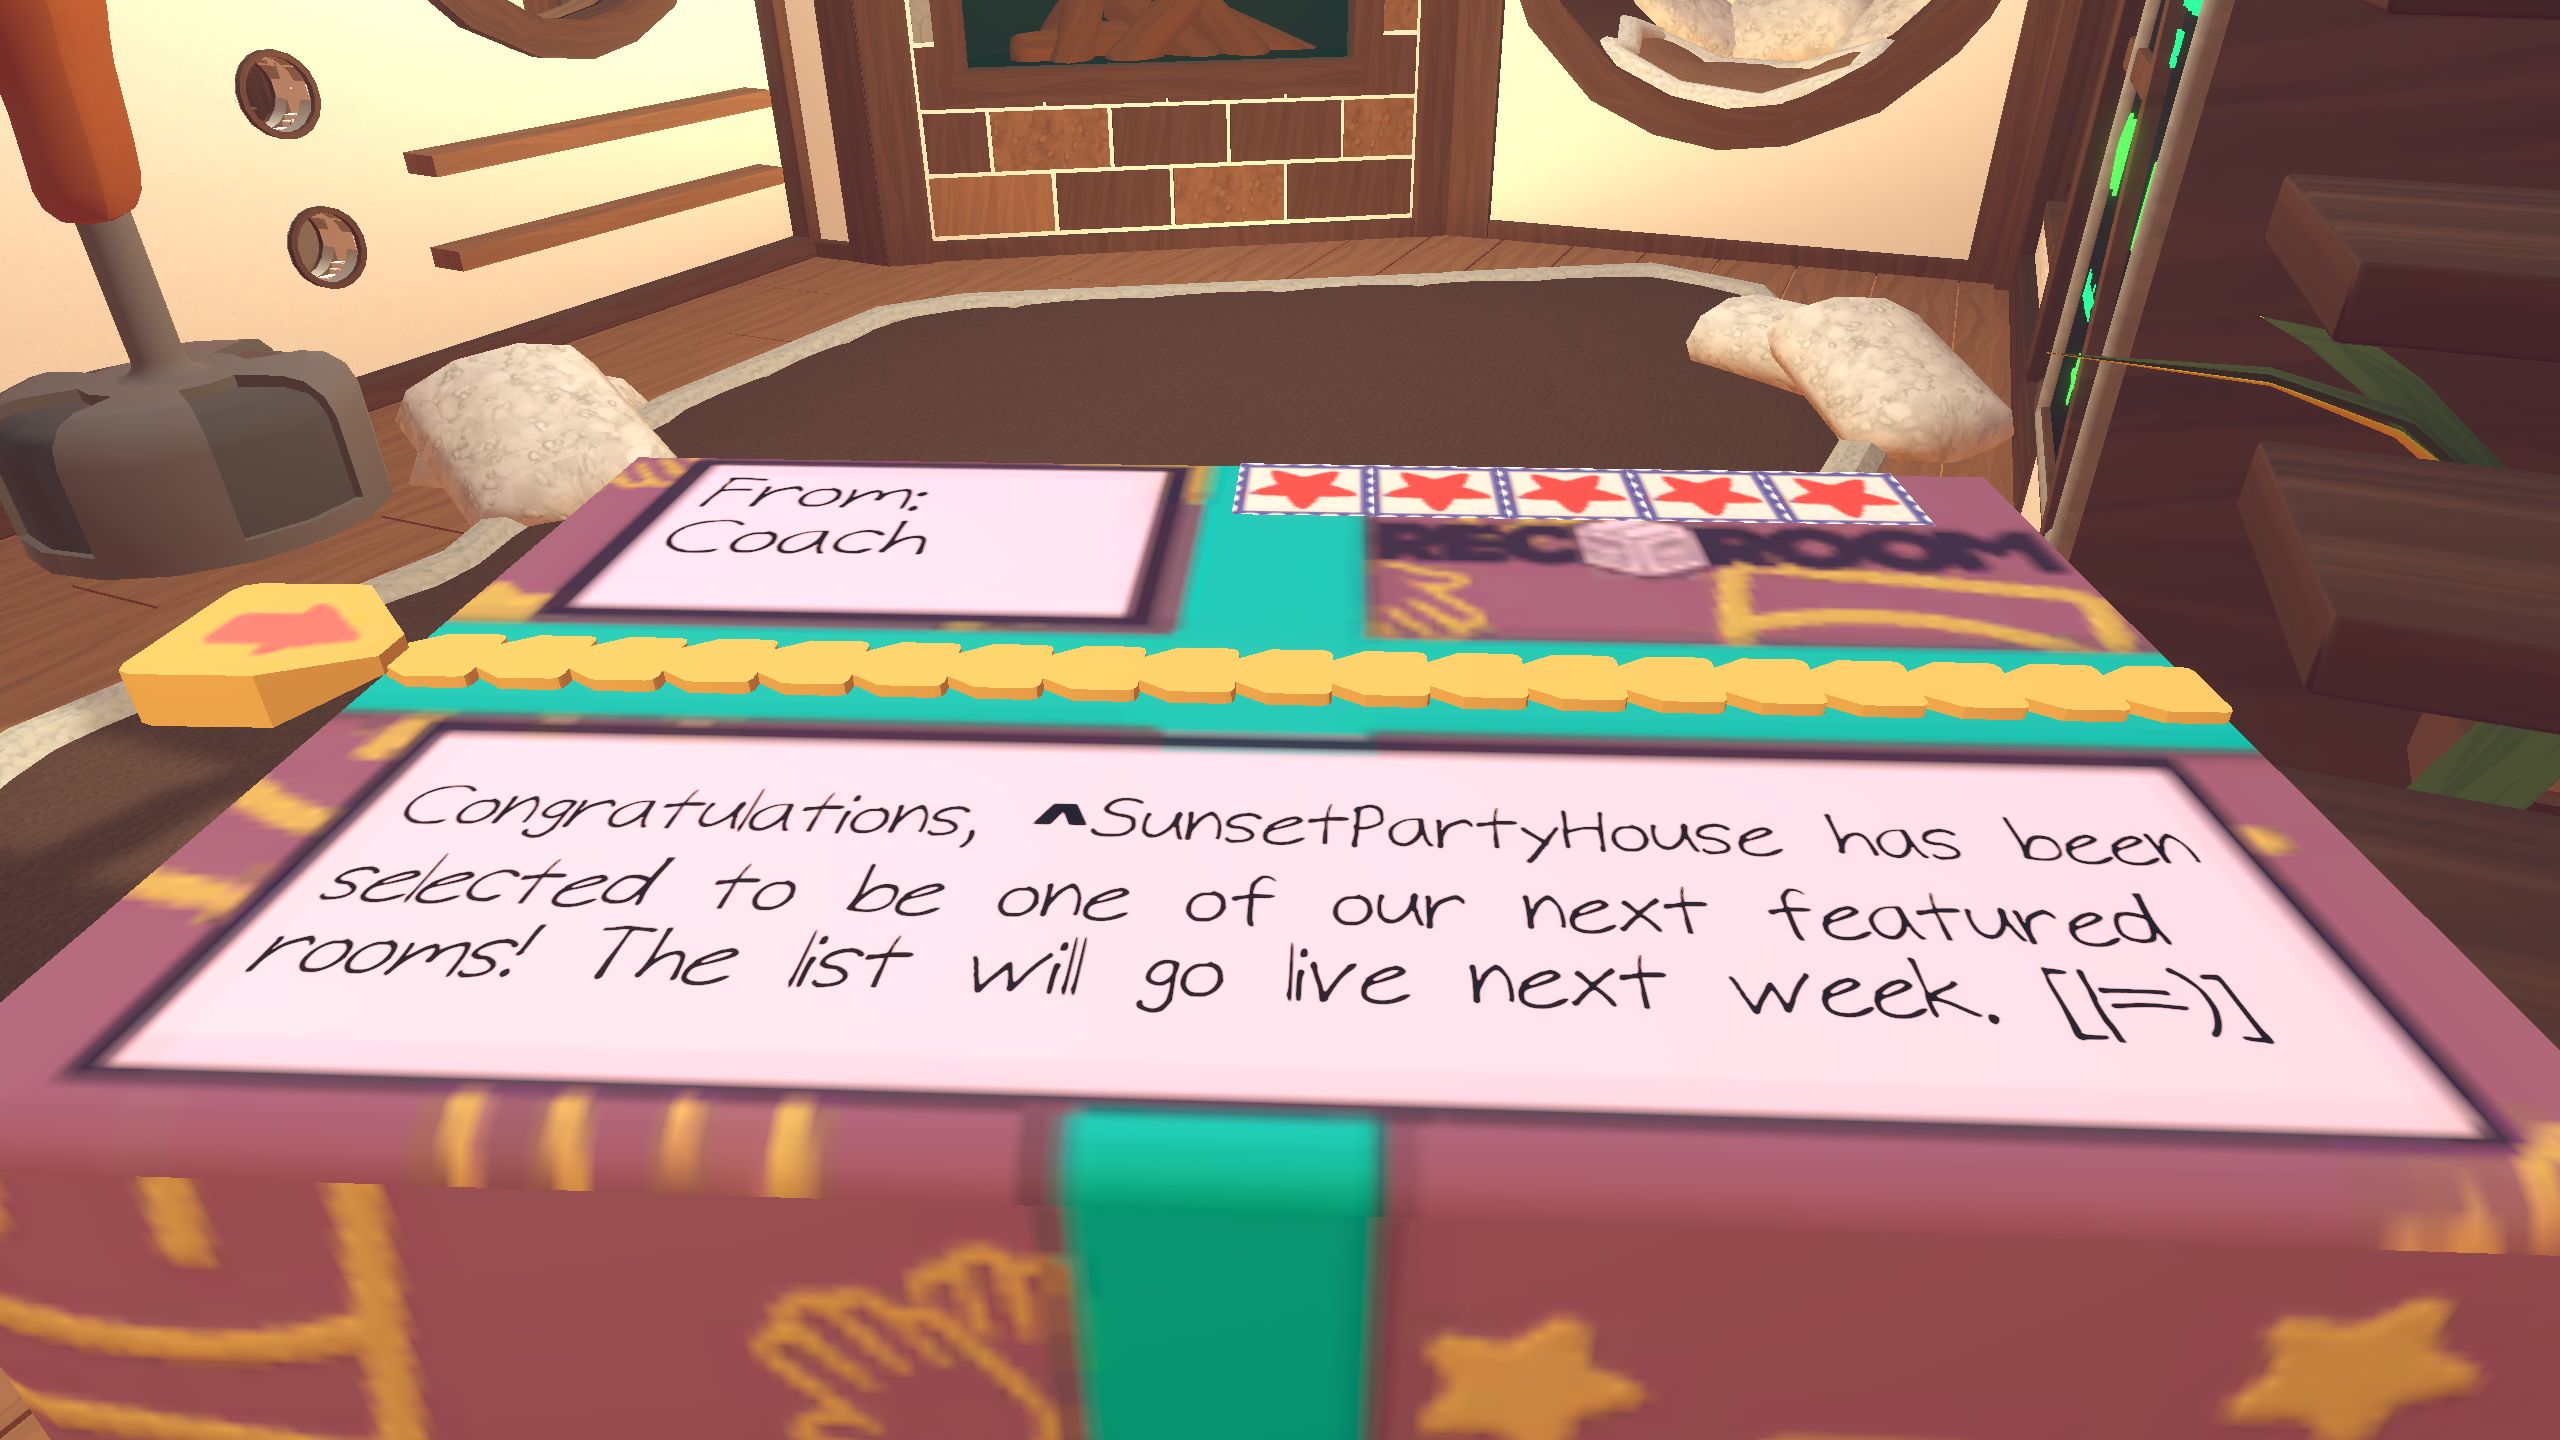 From:
Coach
REC ROOM
Congratulations, ^SunsetPartyHouse has been
selected to be one of our next featured
rooms! The list will go live next week. [|=)]